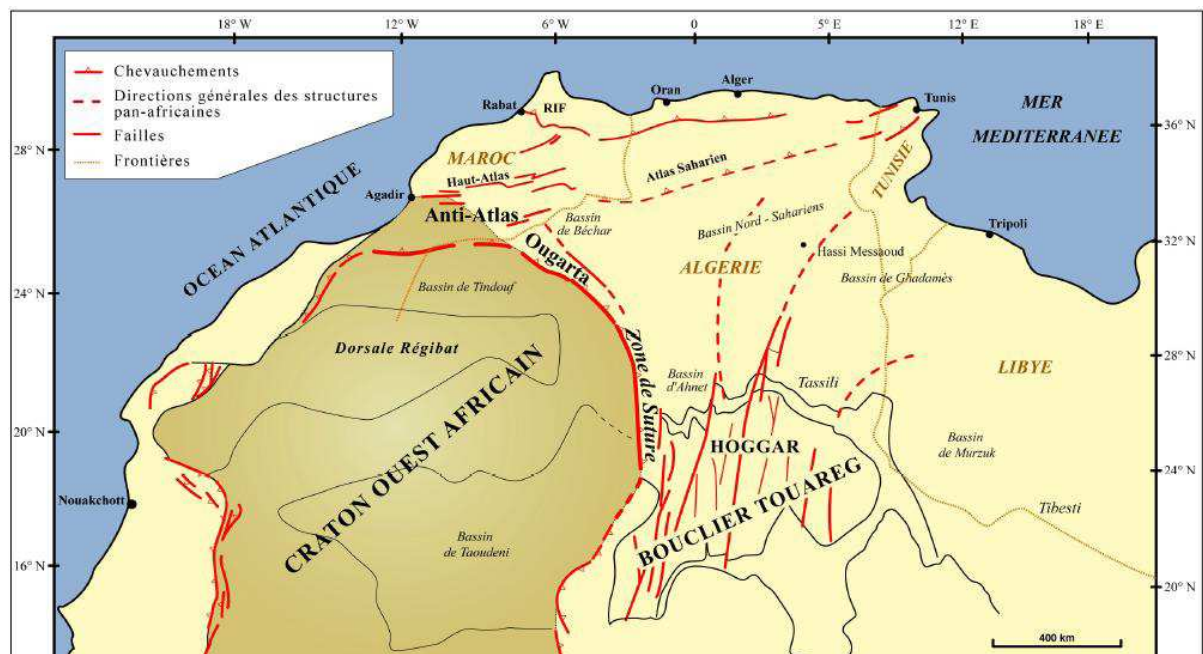 18° W 12° W 6° W 0 5° E 12° E 18° E
Chevauchements
Directions générales des structures
pan-africaines
Failles
Frontières
Alger
Oran
Tunis
Rabat
RIF
MER
MEDITERRANEE
36° N
28° N
MAROC
TUNISIE
Atlas Saharien
Haut-Atlas
Agadir
OCEAN ATLANTIQUE
Anti-Atlas
Bassin
de Béchar
Bassin Nord - Sahariens
Tripoli
32° N
Ougarta
Hassi Messaoud
ALGERIE
Bassin de Ghadamès
Bassin de Tindouf
24° N
Dorsale Régibat
Zone de Suture
28° N
LIBYE
Bassin
d'Ahnet
Tassili
CRATON OUEST AFRICAIN
20° N
HOGGAR
Bassin
de Murzuk
24° N
BOUCLIER TOUAREG
Nouakchott
Tibesti
Bassin
de Taoudeni
16° N
20° N
400 km